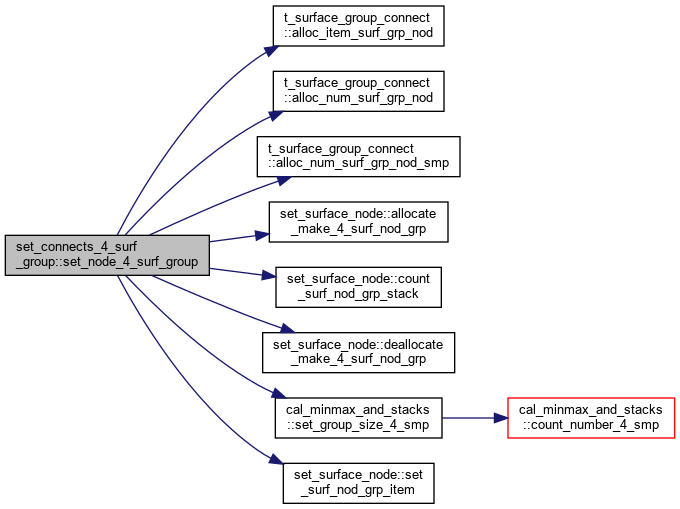 t_surface_group_connect
::alloc_item_surf_grp_nod
t_surface_group_connect
::alloc_num_surf_grp_nod
t_surface_group_connect
::alloc_num_surf_grp_nod_smp
set_surface_node::allocate
_make_4_surf_nod_grp
set_connects_4_surf
_group::set_node_4_surf_group
set_surface_node::count
_surf_nod_grp_stack
set_surface_node::deallocate
_make_4_surf_nod_grp
cal_minmax_and_stacks
::set_group_size_4_smp
cal_minmax_and_stacks
::count_number_4_smp
set_surface_node::set
_surf_nod_grp_item